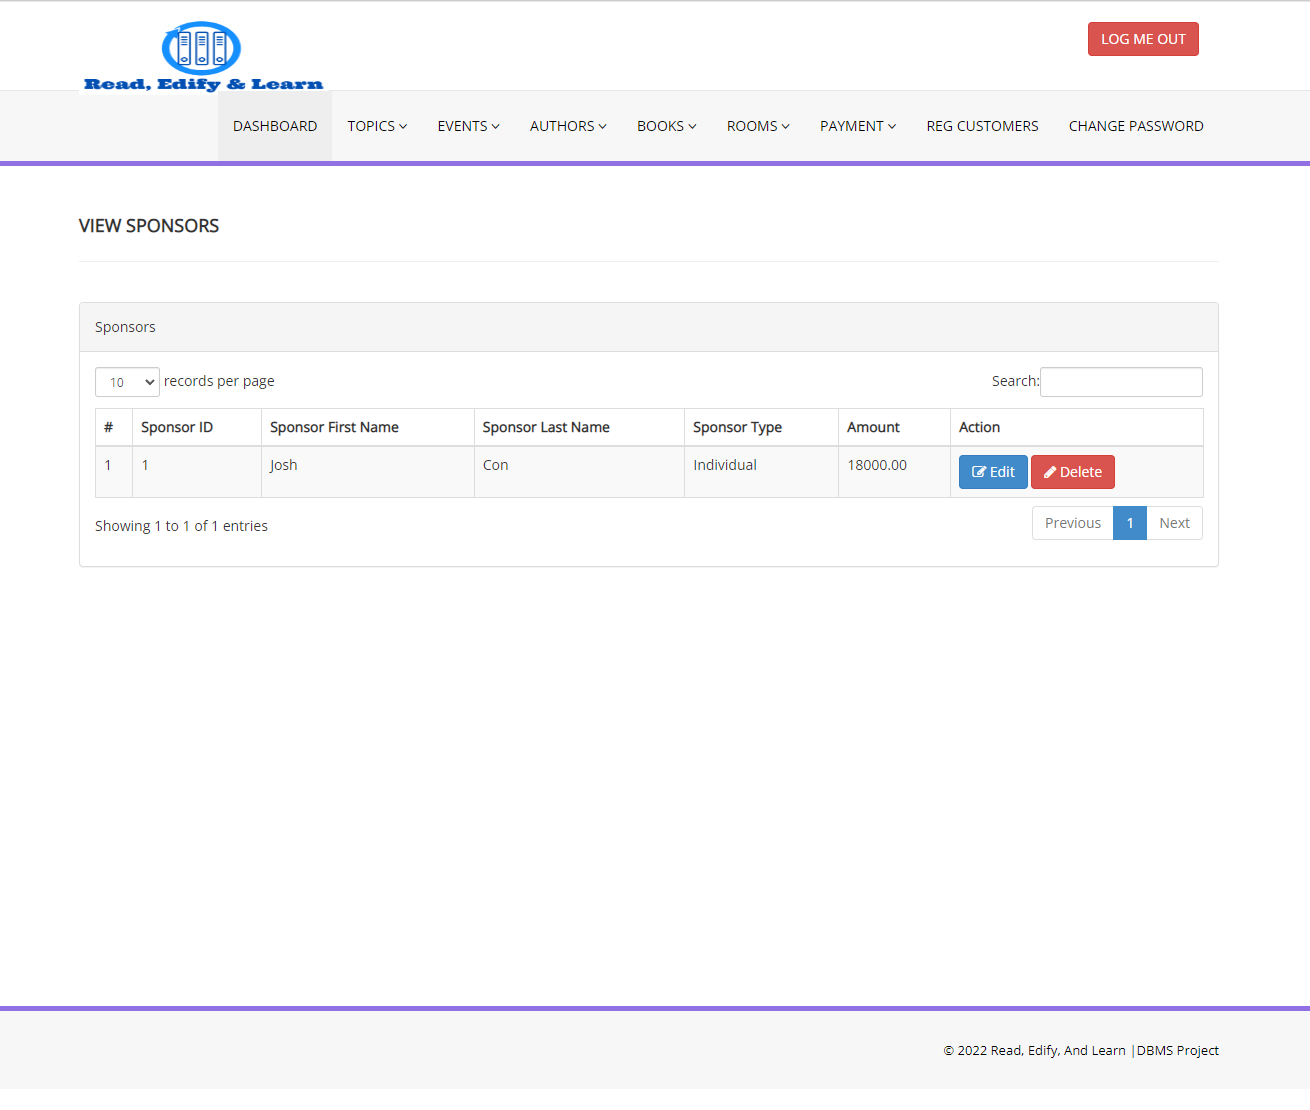 LOG ME OUT
Read, Edify & Learn
DASHBOARD TOPICS EVENTS AUTHORS BOOKS ROOMS PAYMENT REG CUSTOMERS CHANGE PASSWORD
VIEW SPONSORS
Sponsors
10 records per page Search:
# Sponsor ID Sponsor First Name Sponsor Last Name Sponsor Type Amount Action
1 1 Josh Con Individual 18000.00 Edit Delete
Showing 1 to 1 of 1 entries Previous 1 Next
© 2022 Read, Edify, And Learn |DBMS Project